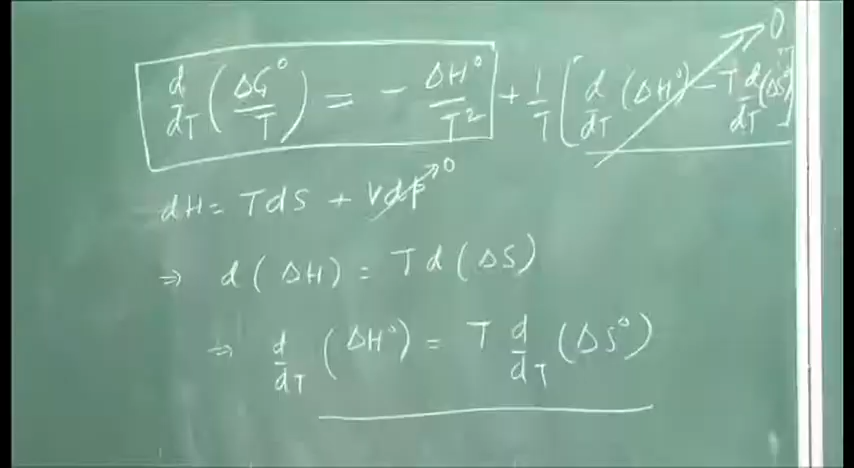 d/dT (ΔG°/T) = - ΔH°/T² + 1/T [d/dT (ΔH°) - T d/dT (ΔS°)] → 0
dH = TdS + Vdp → 0
⇒ d(ΔH) = Td(ΔS)
⇒ d/dT (ΔH°) = T d/dT (ΔS°)